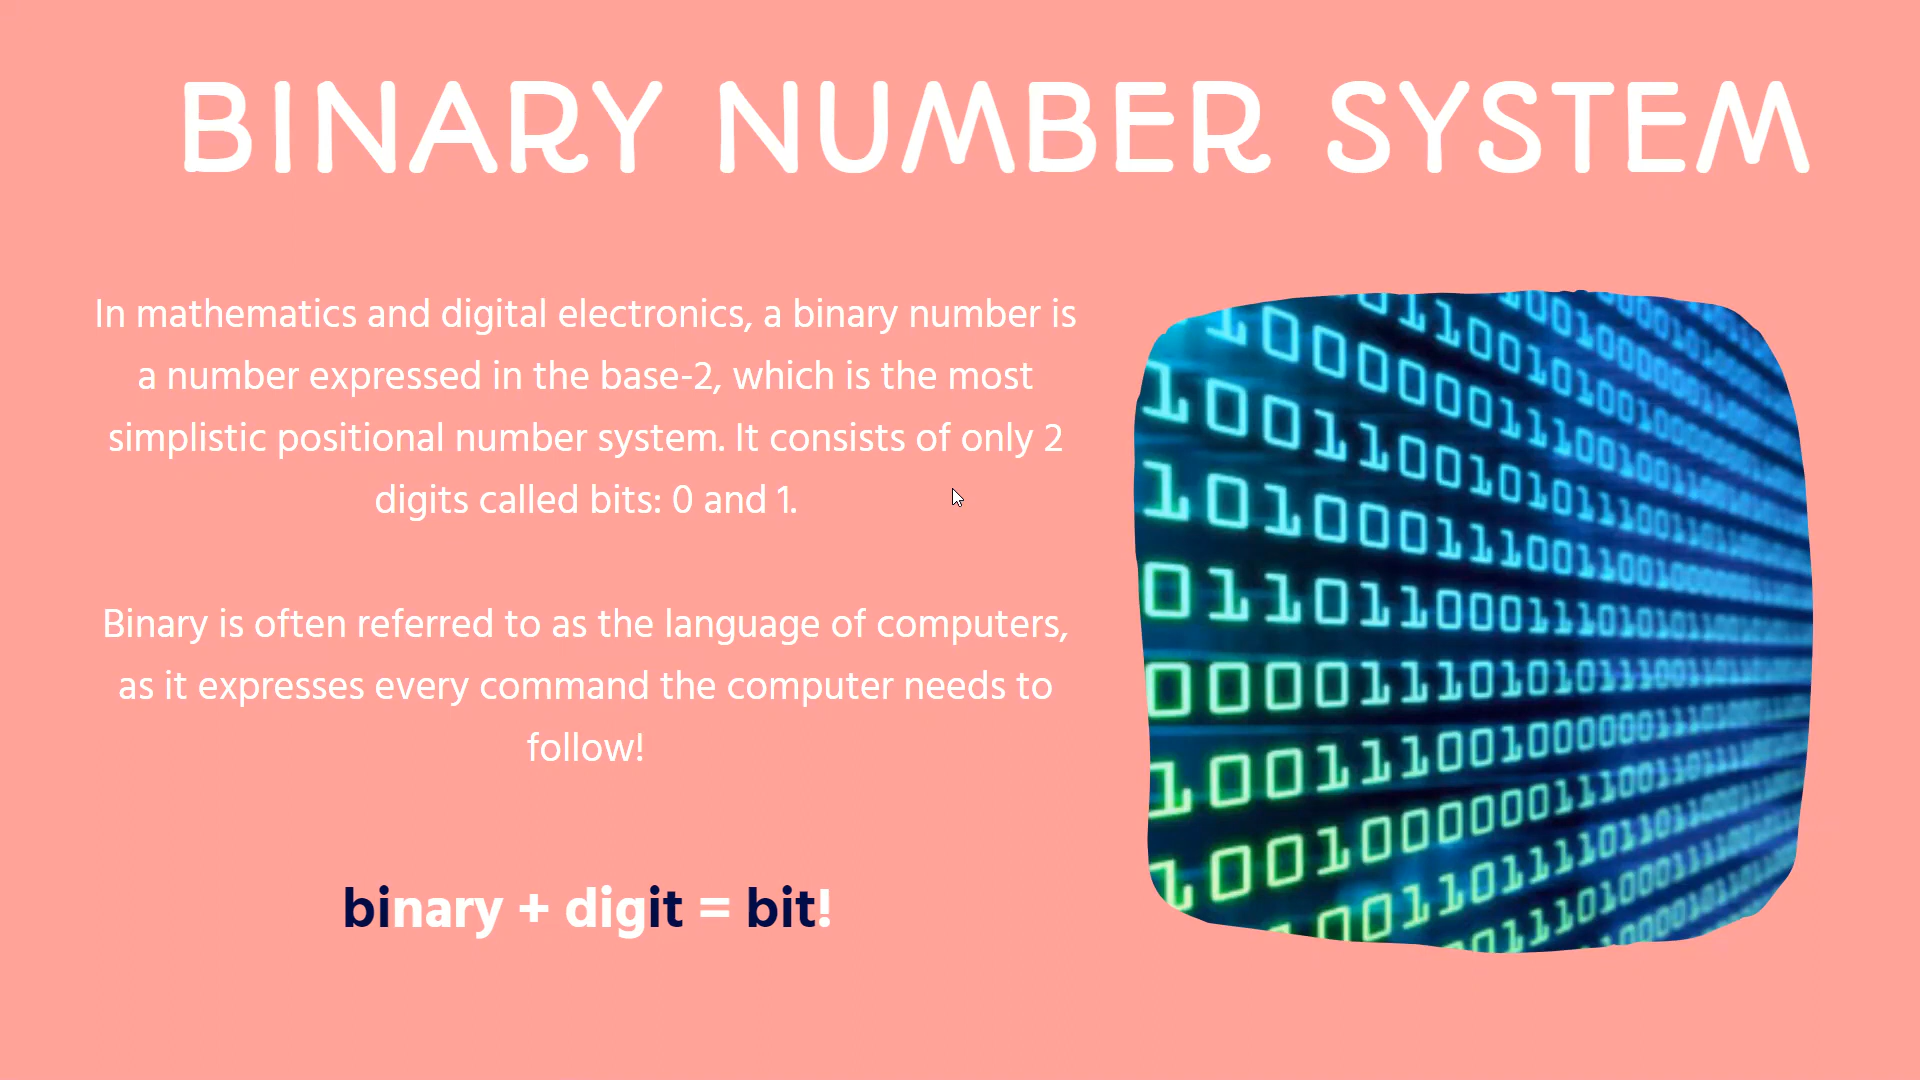 BINARY NUMBER SYSTEM
In mathematics and digital electronics, a binary number is
a number expressed in the base-2, which is the most
simplistic positional number system. It consists of only 2
digits called bits: 0 and 1.
Binary is often referred to as the language of computers,
as it expresses every command the computer needs to
follow!
binary + digit = bit!